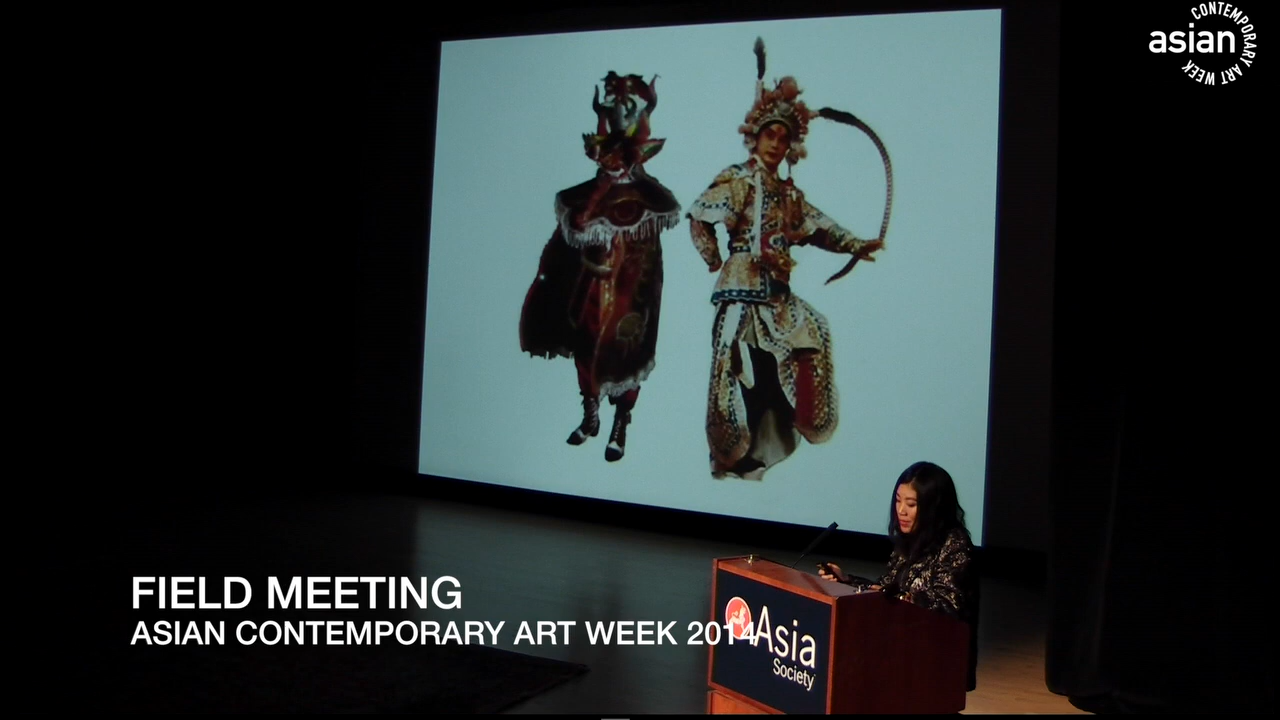 asian
CONTEMPORARY ART WEEK
FIELD MEETING
ASIAN CONTEMPORARY ART WEEK 2014
Asia
Society